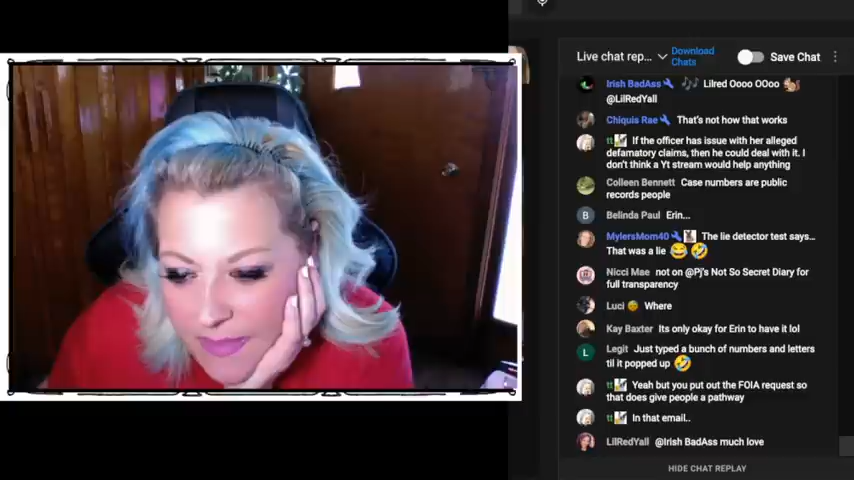 Live chat rep...
Download
Chats
Save Chat
Irish BadAss Lilred Oooo OOoo
@LilRedYall
Chiquis Rae That's not how that works
tt If the officer has issue with her alleged
defamatory claims, then he could deal with it. I
don't think a Yt stream would help anything
Colleen Bennett Case numbers are public
records people
B
Belinda Paul Erin...
MylersMom40 The lie detector test says...
That was a lie
Nicci Mae not on @Pj's Not So Secret Diary for
full transparency
Luci Where
Kay Baxter Its only okay for Erin to have it lol
L
Legit Just typed a bunch of numbers and letters
til it popped up
tt Yeah but you put out the FOIA request so
that does give people a pathway
tt In that email..
LilRedYall @Irish BadAss much love
HIDE CHAT REPLAY